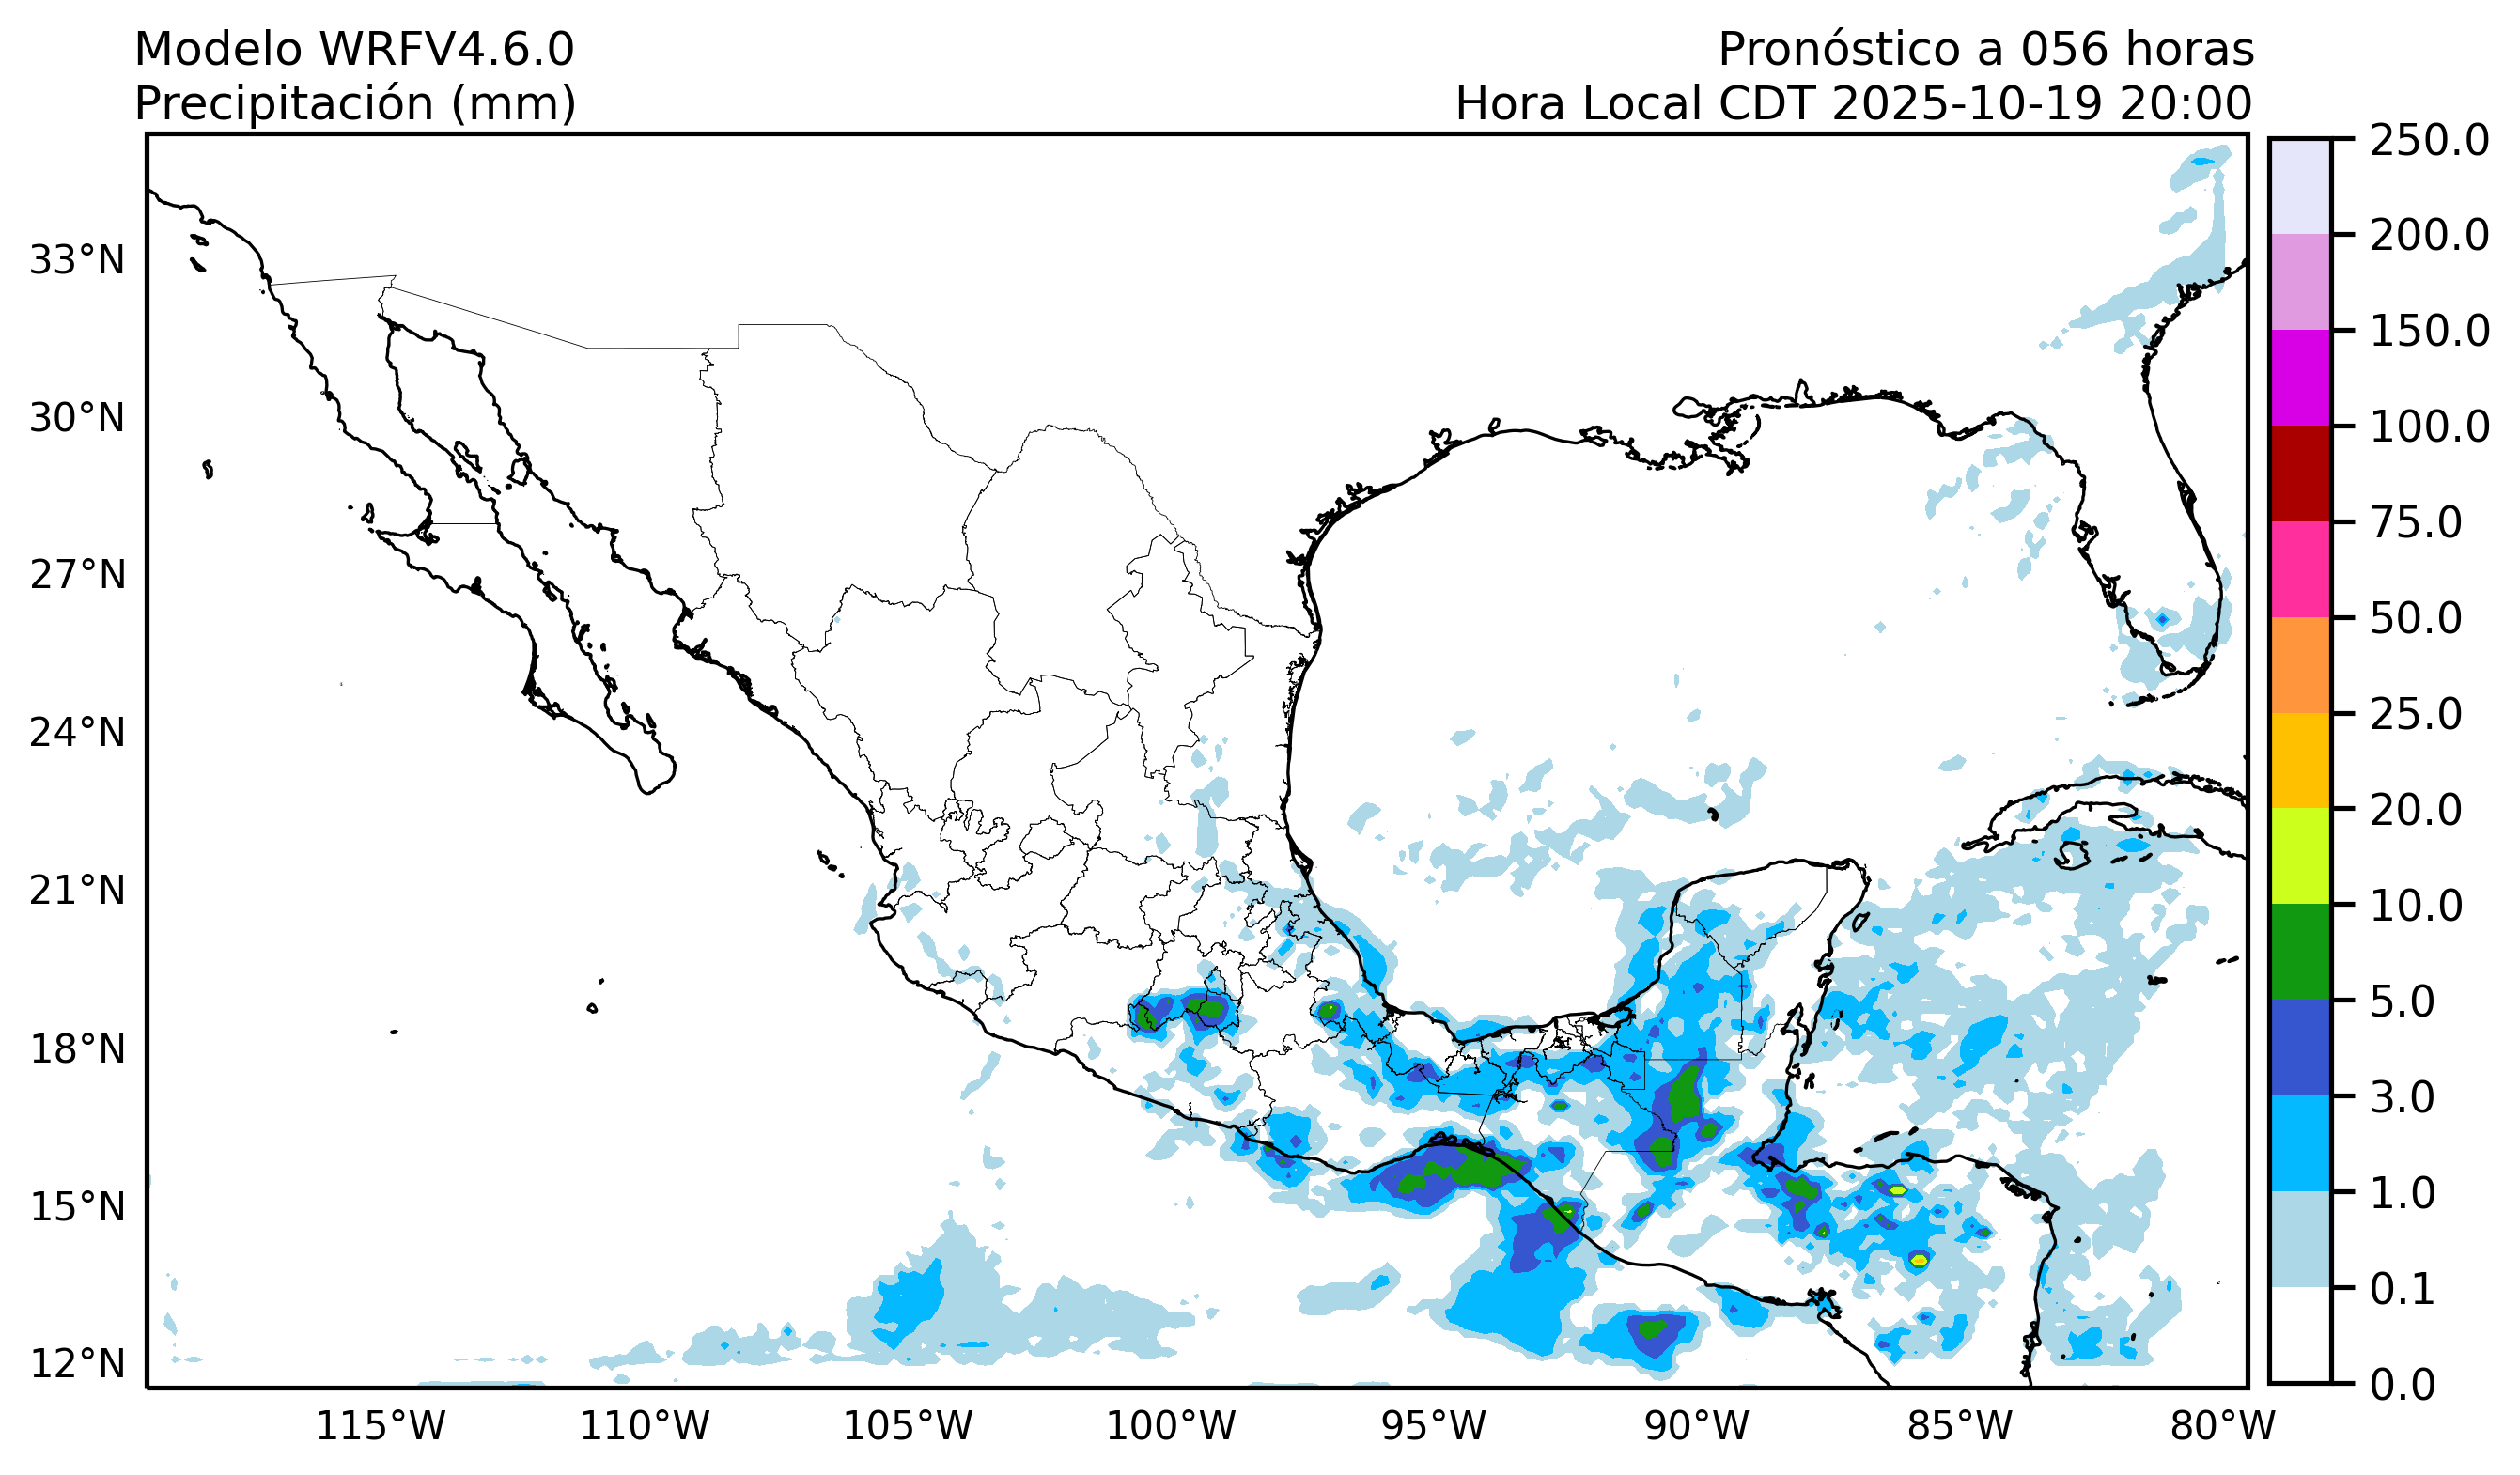 Modelo WRFV4.6.0
Precipitación (mm)
Pronóstico a 056 horas
Hora Local CDT 2025-10-19 20:00
33°N
30°N
27°N
24°N
21°N
18°N
15°N
12°N
115°W
110°W
105°W
100°W
95°W
90°W
85°W
80°W
250.0
200.0
150.0
100.0
75.0
50.0
25.0
20.0
10.0
5.0
3.0
1.0
0.1
0.0